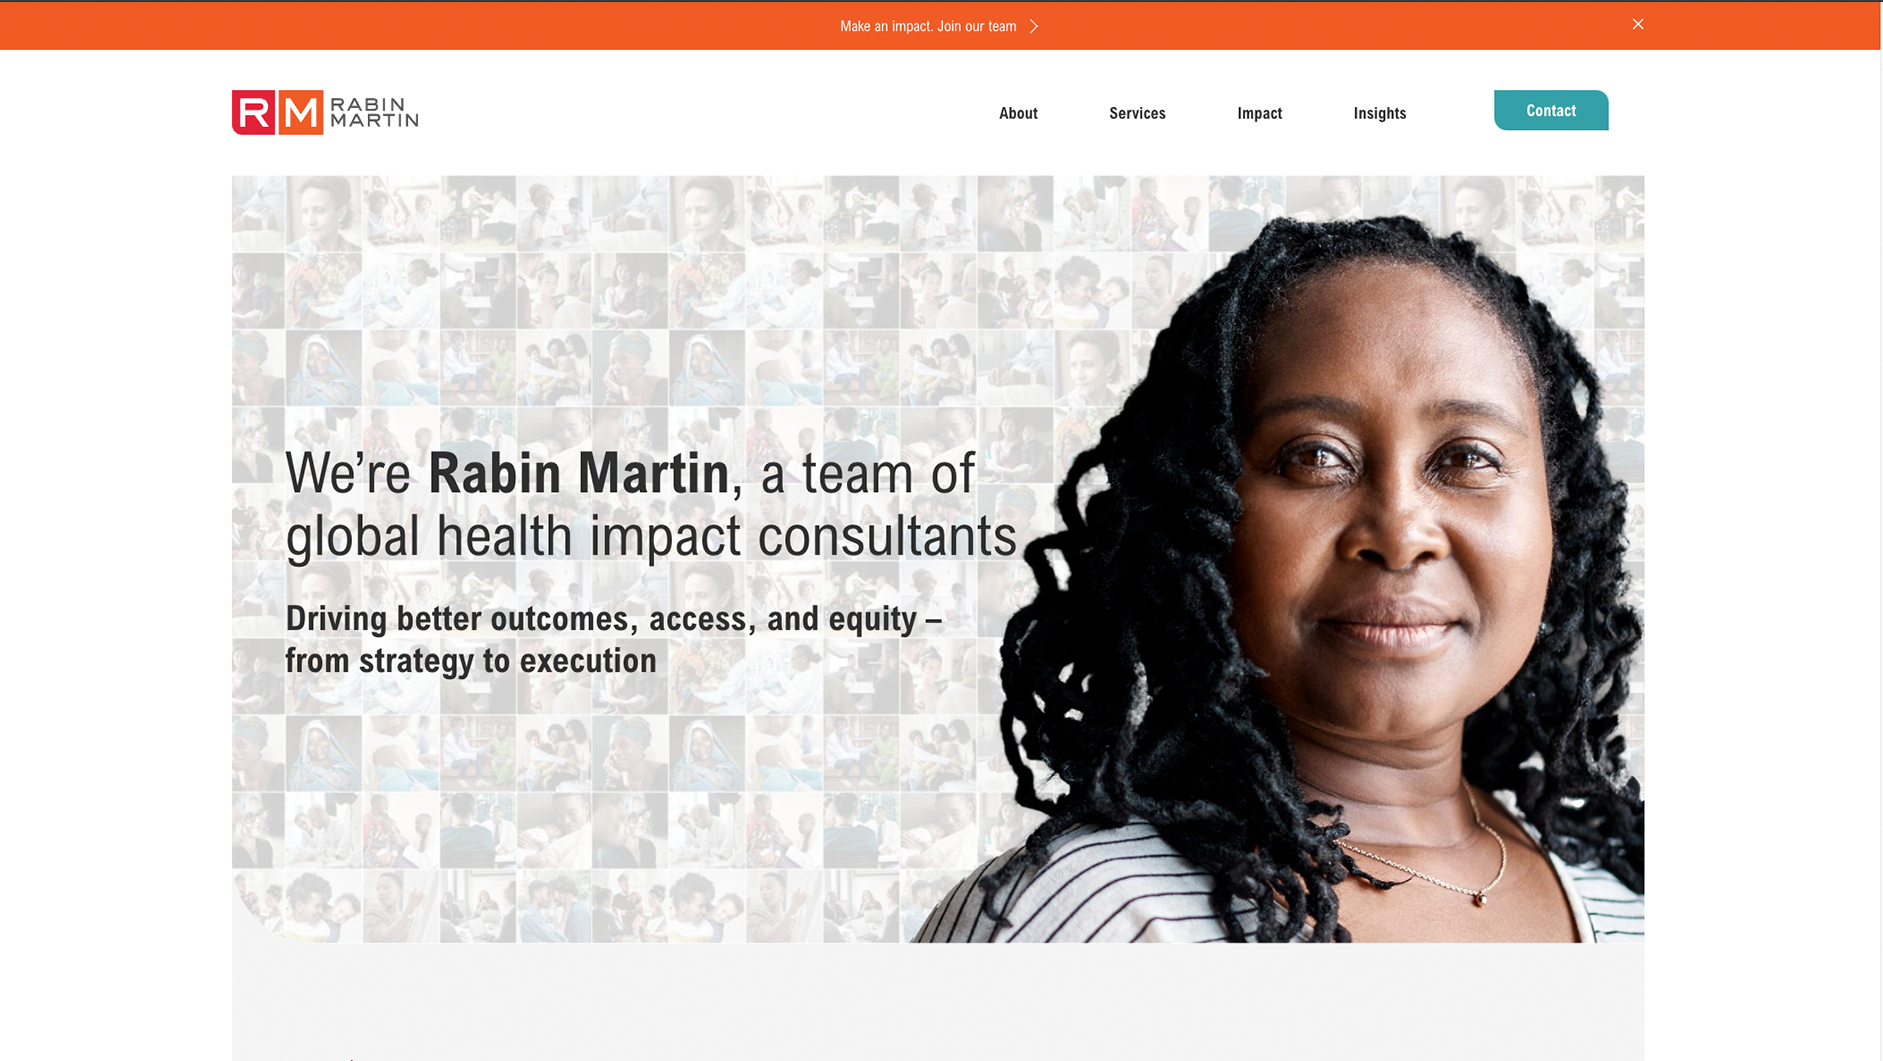 Make an impact. Join our team
RM RABIN
MARTIN
About
Services
Impact
Insights
Contact
We’re Rabin Martin, a team of
global health impact consultants
Driving better outcomes, access, and equity –
from strategy to execution